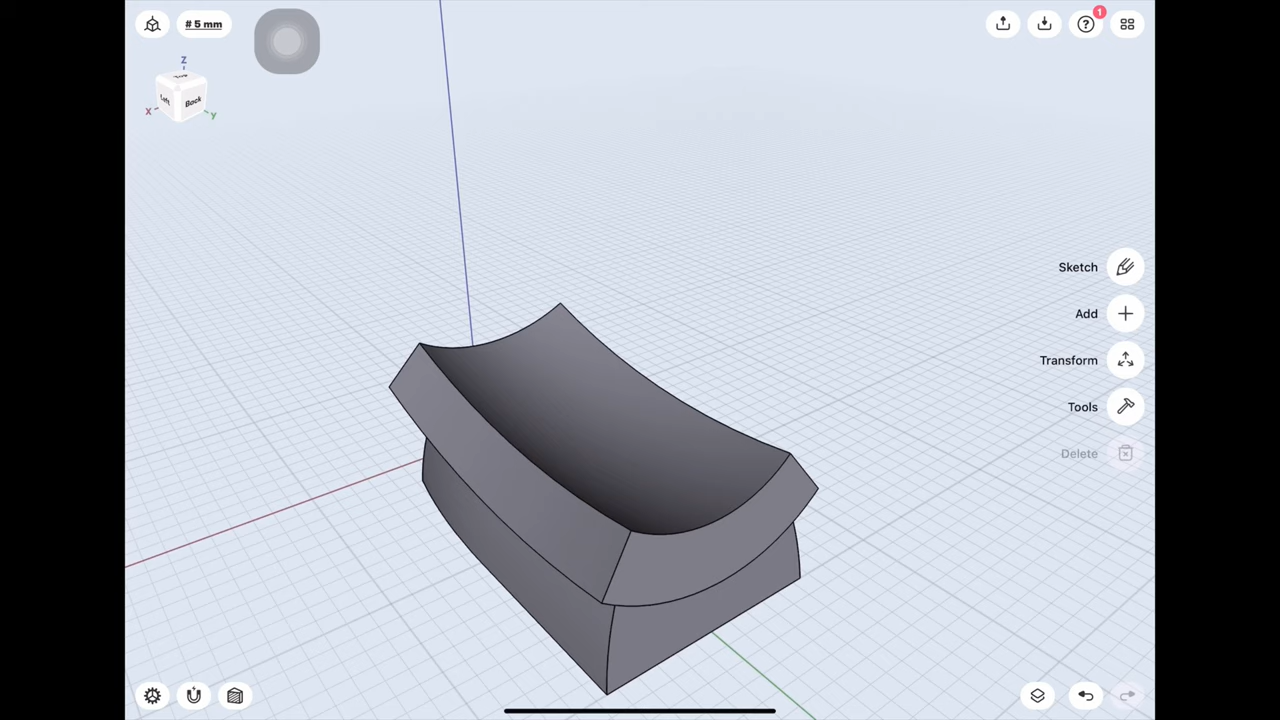 # 5 mm
1
Z
Left
Back
X
y
Sketch
Add
Transform
Tools
Delete